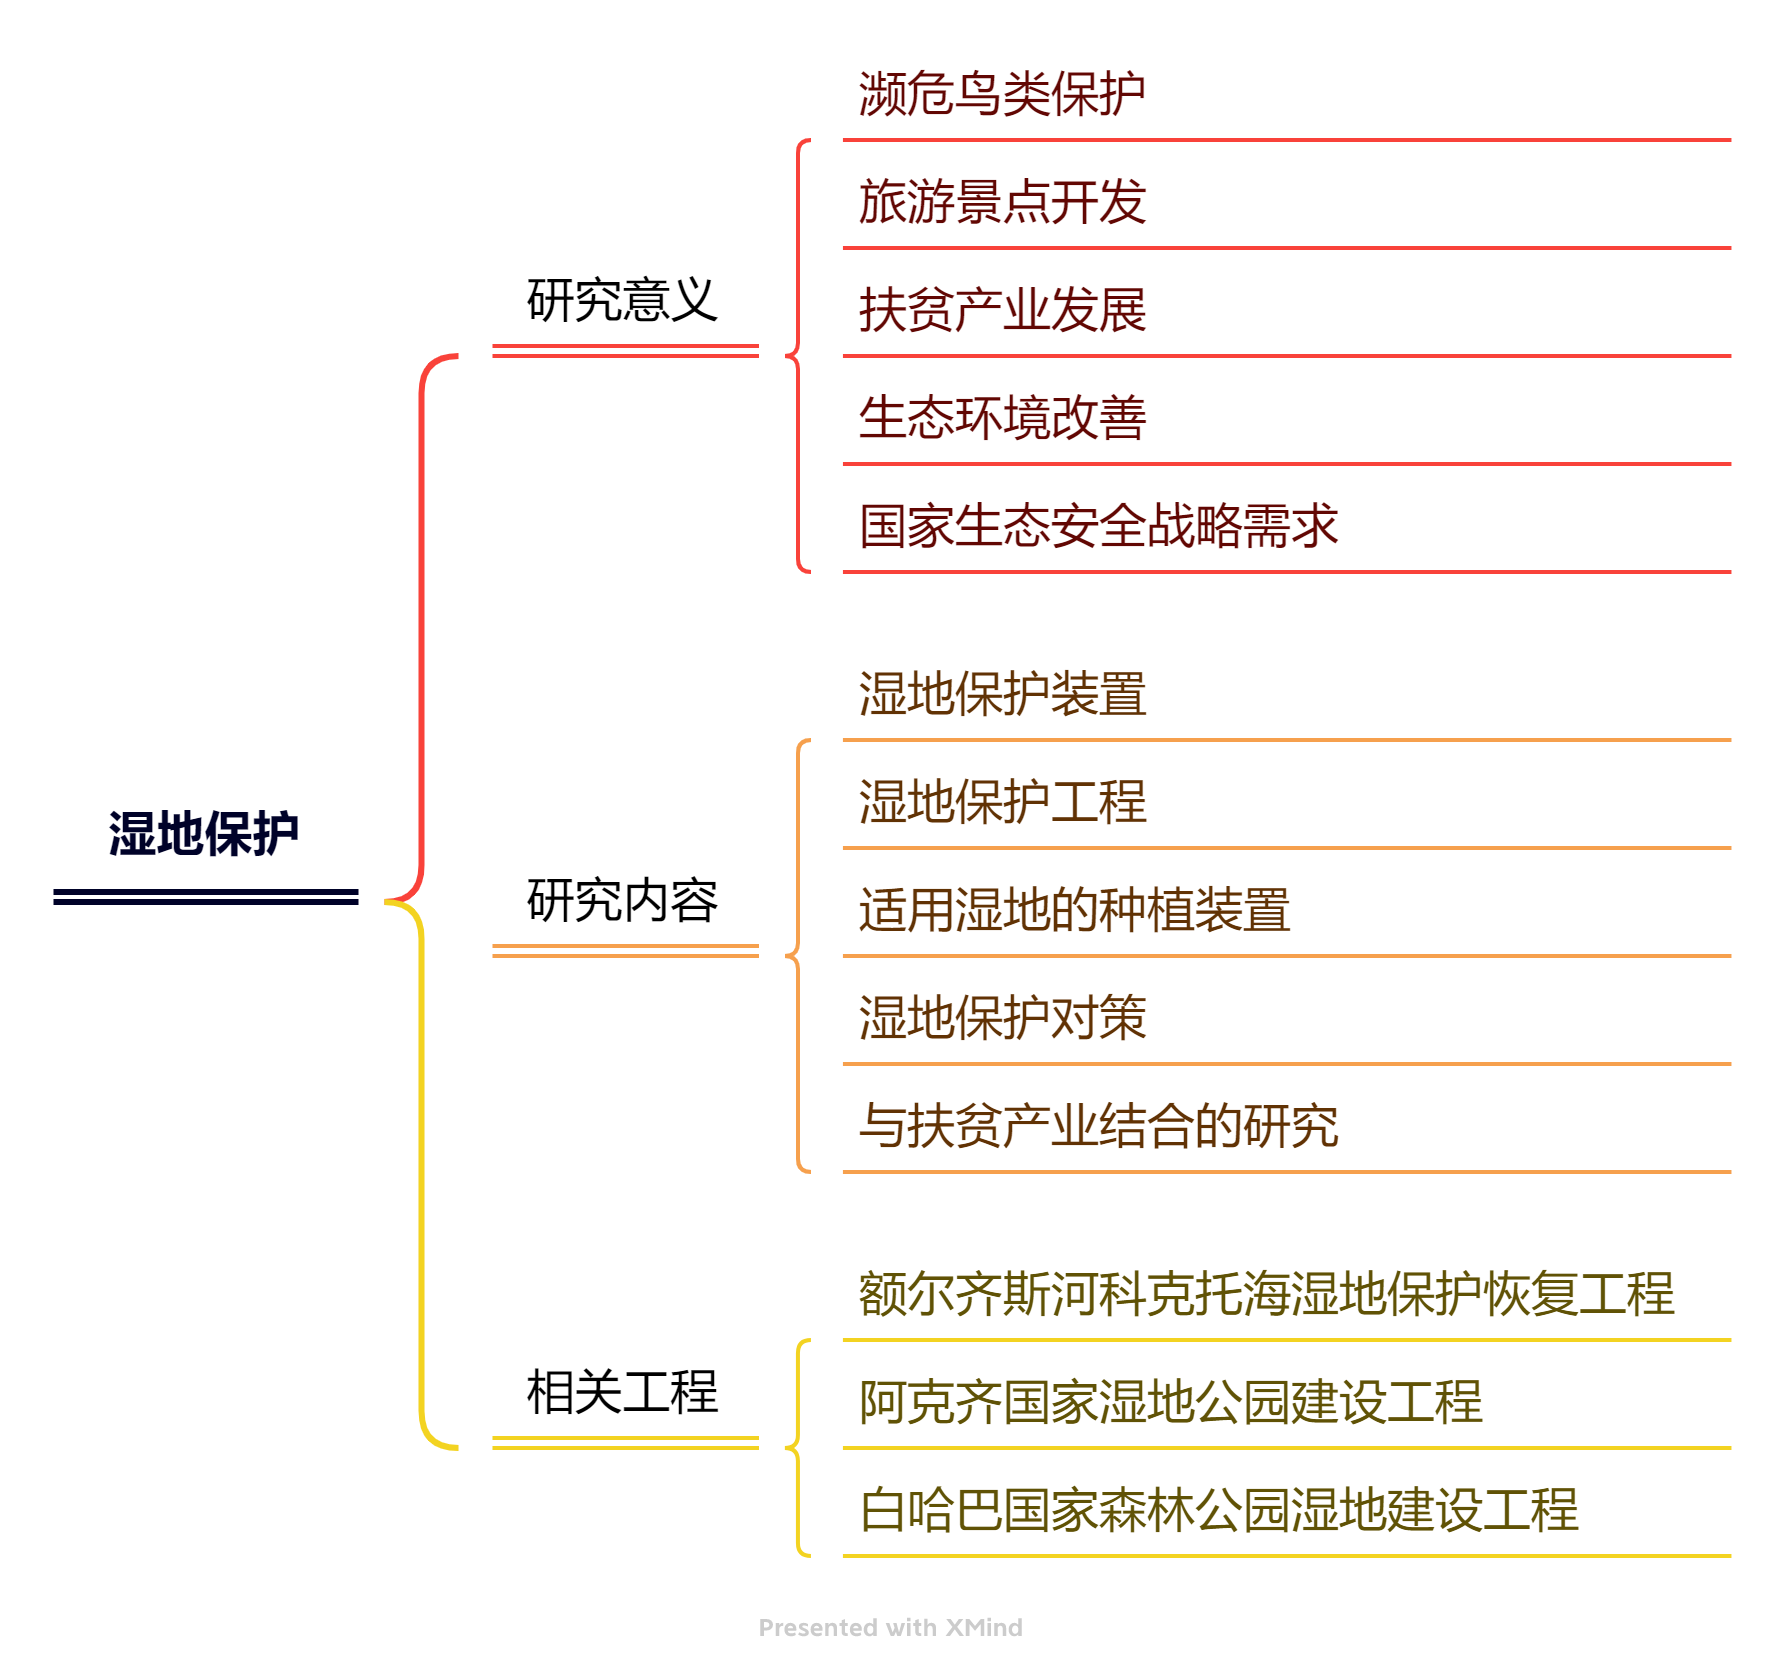 湿地保护
研究意义
濒危鸟类保护
旅游景点开发
扶贫产业发展
生态环境改善
国家生态安全战略需求
研究内容
湿地保护装置
湿地保护工程
适用湿地的种植装置
湿地保护对策
与扶贫产业结合的研究
相关工程
额尔齐斯河科克托海湿地保护恢复工程
阿克齐国家湿地公园建设工程
白哈巴国家森林公园湿地建设工程
Presented with XMind